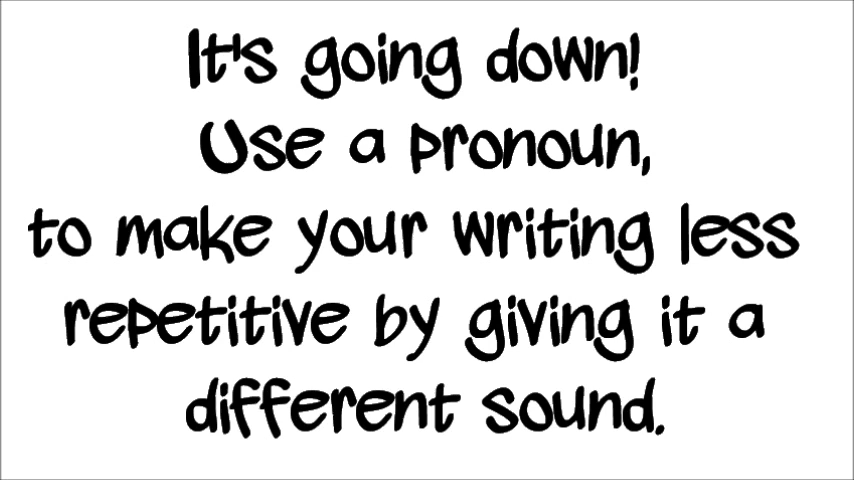 It's going down!
Use a pronoun,
to make your writing less
repetitive by giving it a
different sound.